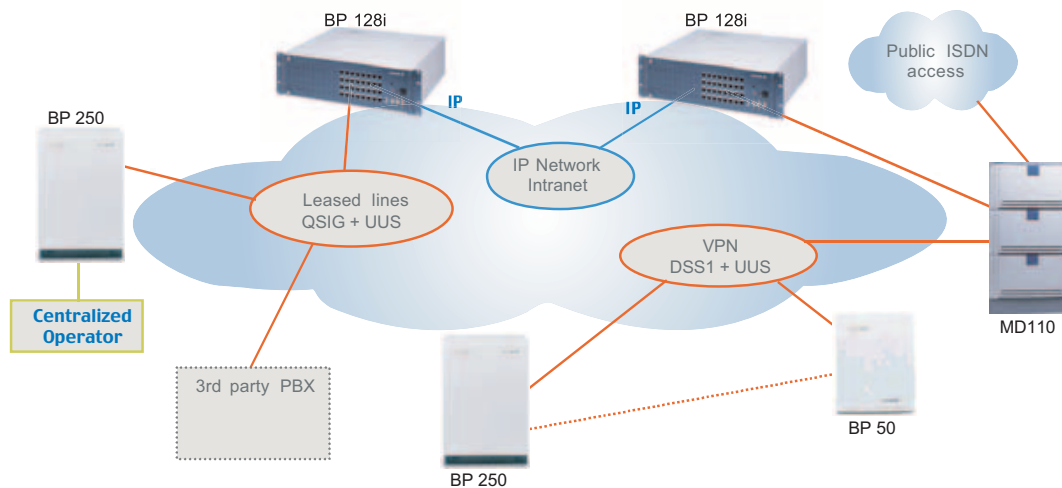 BP 128i
BP 128i
Public ISDN
access
IP
IP
BP 250
IP Network
Intranet
Leased lines
QSIG + UUS
VPN
DSS1 + UUS
Centralized
Operator
MD110
3rd party PBX
BP 50
BP 250